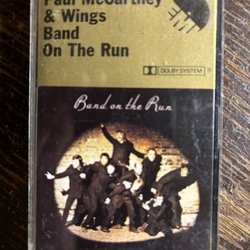 Paul McCartney
& Wings
Band
On The Run
DOLBY SYSTEM
Band on the Run